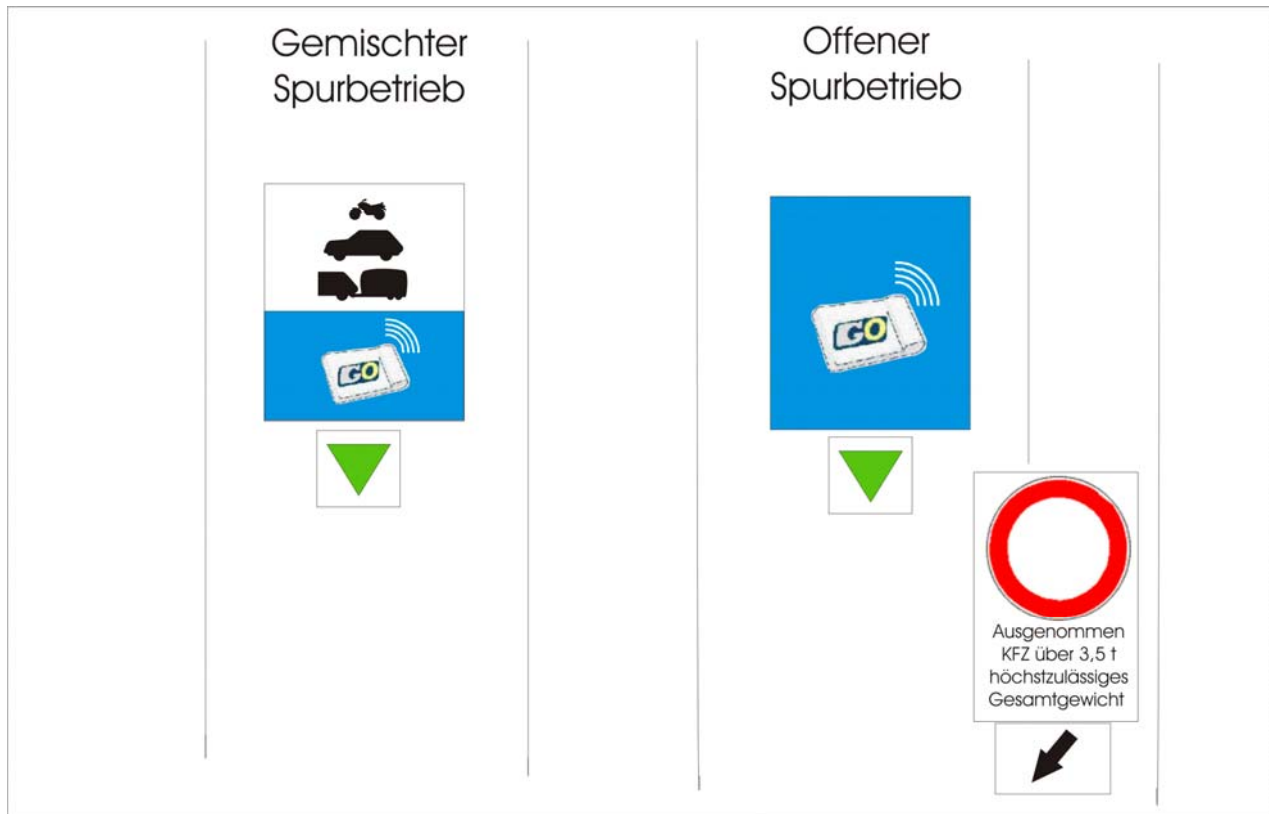 Gemischter
Spurbetrieb
GO
Offener
Spurbetrieb
GO
Ausgenommen
KFZ über 3,5 t
höchstzulässiges
Gesamtgewicht